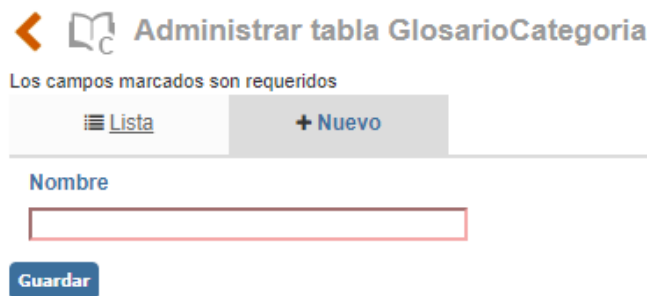 C Administrar tabla GlosarioCategoria
Los campos marcados son requeridos
Lista + Nuevo
Nombre
Guardar